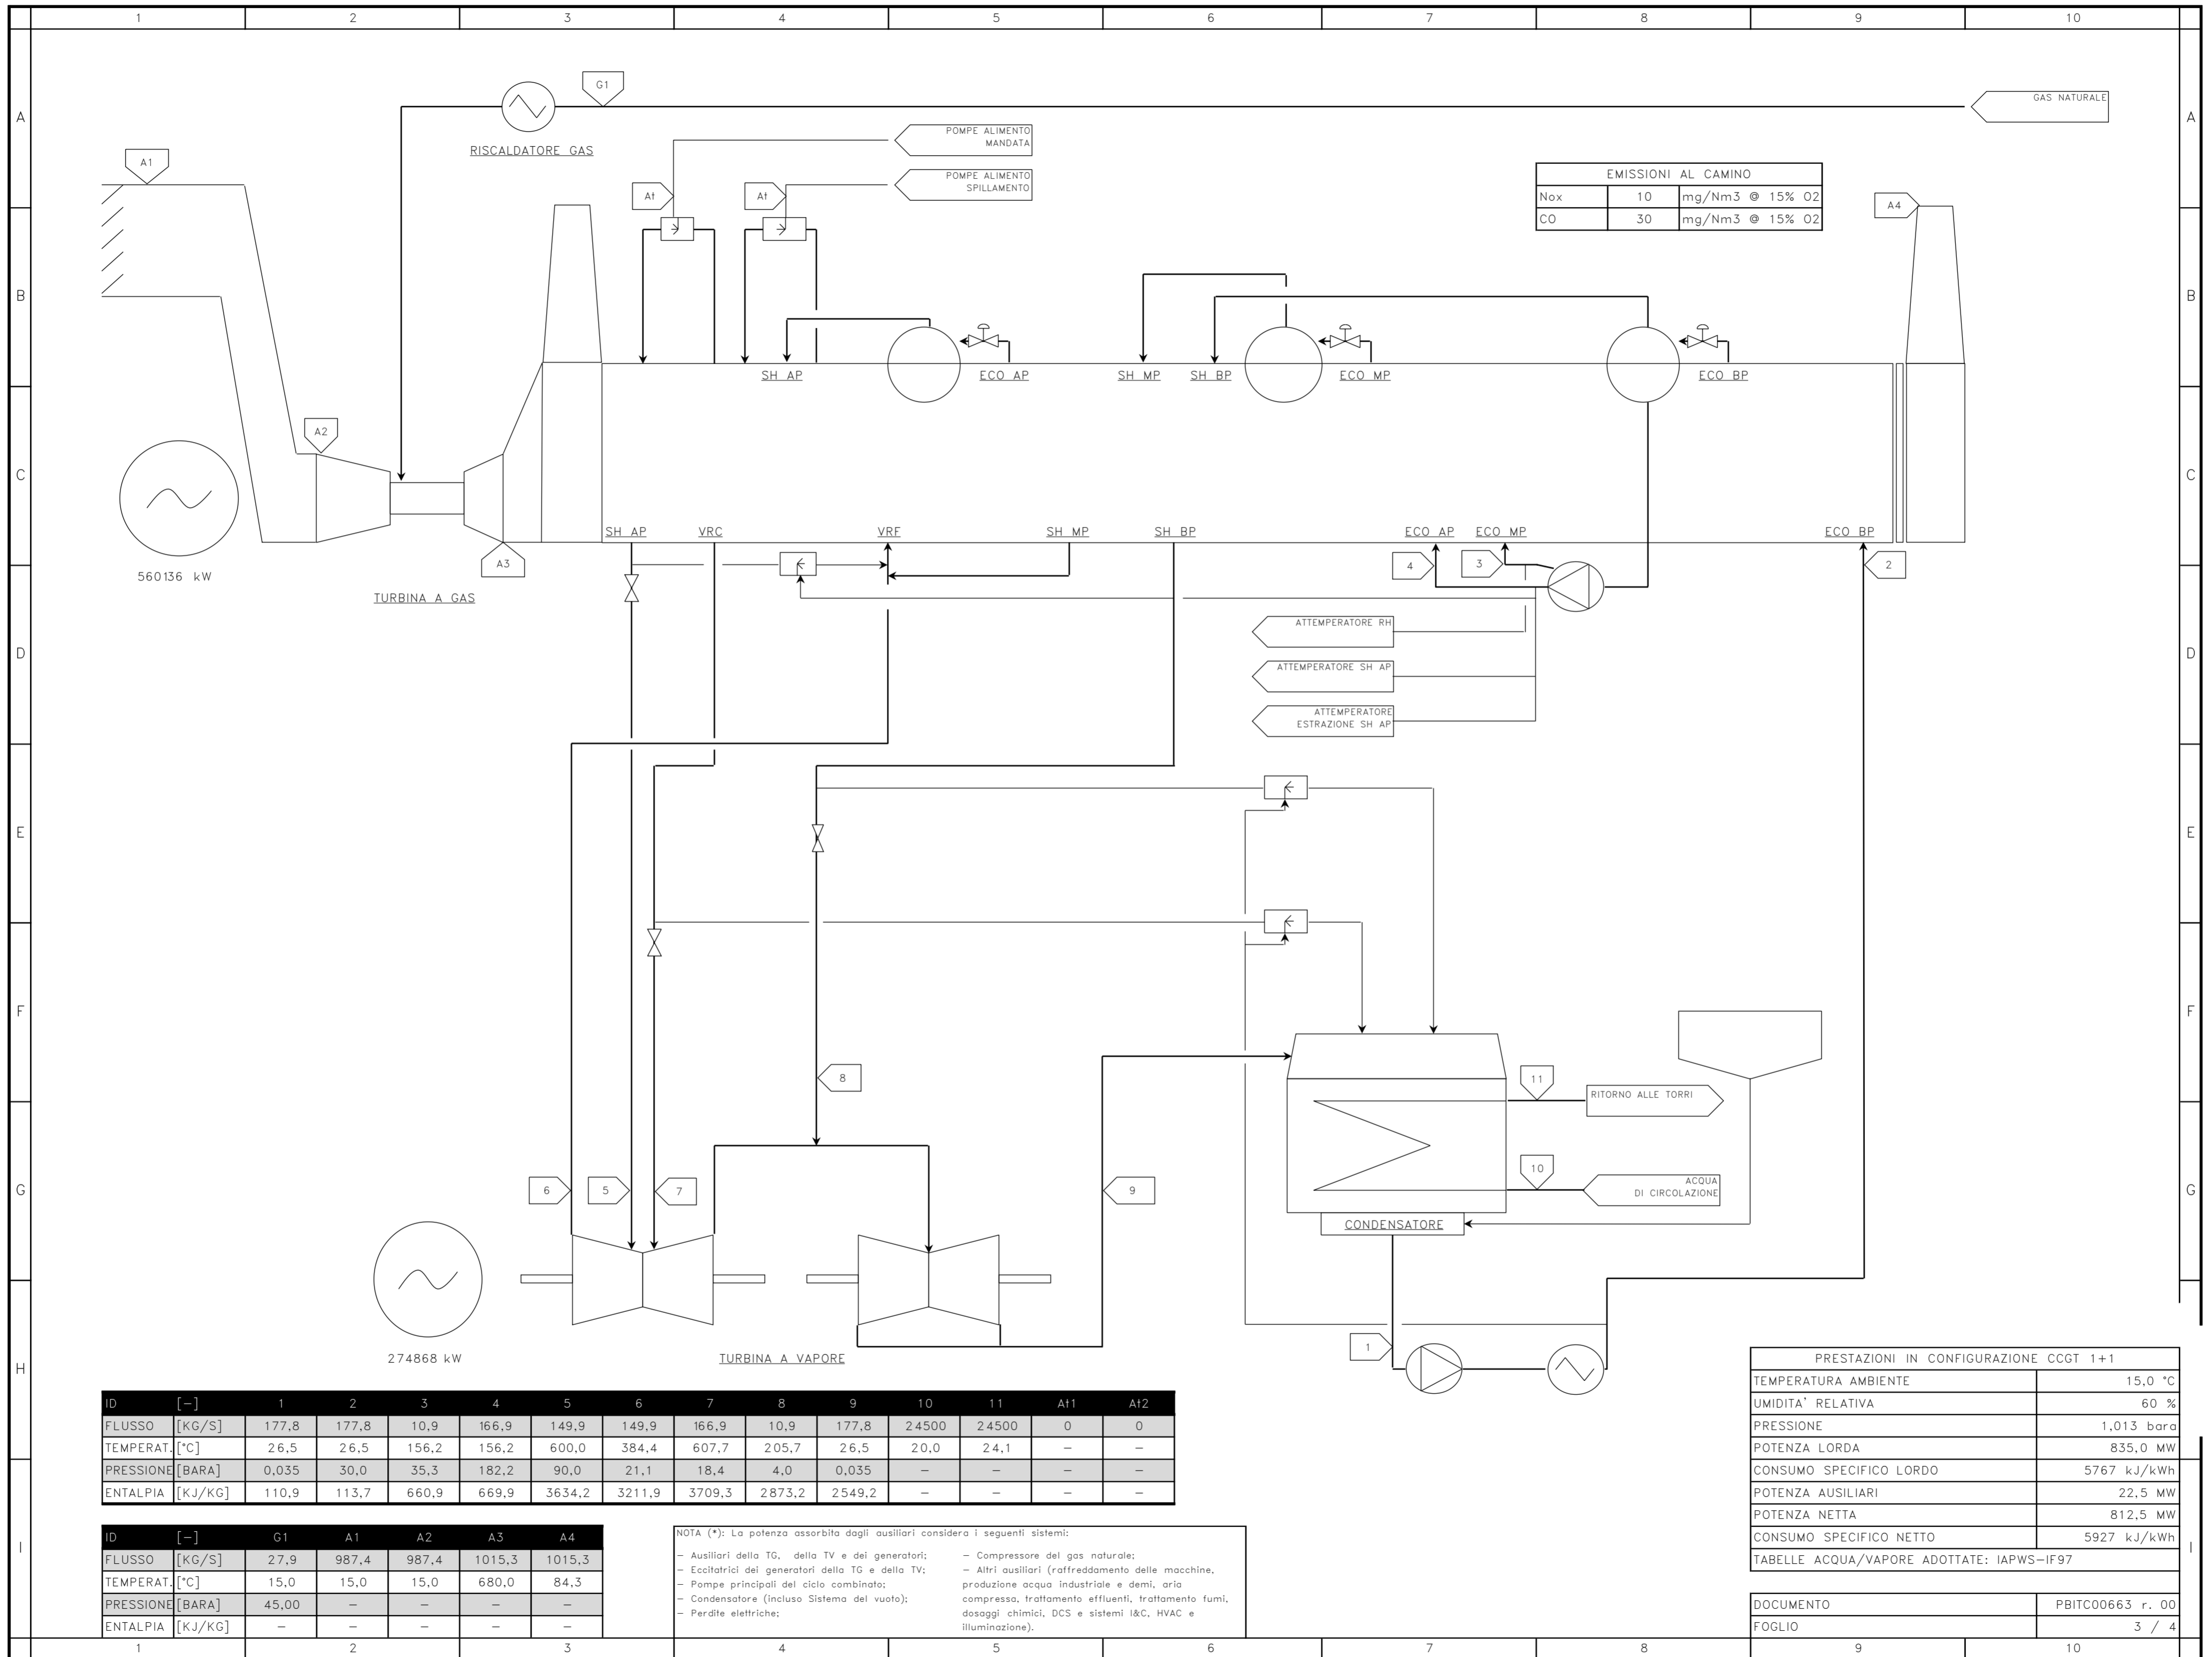 1 2 3 4 5 6 7 8 9 10
A
G1
GAS NATURALE
A
RISCALDATORE GAS
POMPE ALIMENTO
MANDATA
A1
POMPE ALIMENTO
SPILLAMENTO
At
At
EMISSIONI AL CAMINO
Nox 10 mg/Nm3 @ 15% O2
CO 30 mg/Nm3 @ 15% O2
A4
B
B
SH AP
ECO AP
SH MP
SH BP
ECO MP
ECO BP
A2
C
C
SH AP
VRC
VRF
SH MP
SH BP
ECO AP
ECO MP
ECO BP
A3
4
3
2
560136 kW
TURBINA A GAS
ATTEMPERATORE RH
D
D
ATTEMPERATORE SH AP
ATTEMPERATORE
ESTRAZIONE SH AP
E
E
F
F
8
11
RITORNO ALLE TORRI
6
5
7
9
10
ACQUA
DI CIRCOLAZIONE
G
G
CONDENSATORE
274868 kW
TURBINA A VAPORE
1
H
H
PRESTAZIONI IN CONFIGURAZIONE CCGT 1+1
TEMPERATURA AMBIENTE 15,0 °C
UMIDITA' RELATIVA 60 %
PRESSIONE 1,013 bara
POTENZA LORDA 835,0 MW
CONSUMO SPECIFICO LORDO 5767 kJ/kWh
POTENZA AUSILIARI 22,5 MW
POTENZA NETTA 812,5 MW
CONSUMO SPECIFICO NETTO 5927 kJ/kWh
TABELLE ACQUA/VAPORE ADOTTATE: IAPWS-IF97
ID [-] 1 2 3 4 5 6 7 8 9 10 11 At1 At2
FLUSSO [KG/S] 177,8 177,8 10,9 166,9 149,9 149,9 166,9 10,9 177,8 24500 24500 0 0
TEMPERAT. [°C] 26,5 26,5 156,2 156,2 600,0 384,4 607,7 205,7 26,5 20,0 24,1 - -
PRESSIONE [BARA] 0,035 30,0 35,3 182,2 90,0 21,1 18,4 4,0 0,035 - - - -
ENTALPIA [KJ/KG] 110,9 113,7 660,9 669,9 3634,2 3211,9 3709,3 2873,2 2549,2 - - - -
ID [-] G1 A1 A2 A3 A4
FLUSSO [KG/S] 27,9 987,4 987,4 1015,3 1015,3
TEMPERAT. [°C] 15,0 15,0 15,0 680,0 84,3
PRESSIONE [BARA] 45,00 - - - -
ENTALPIA [KJ/KG] - - - - -
NOTA (*): La potenza assorbita dagli ausiliari considera i seguenti sistemi:
- Ausiliari della TG, della TV e dei generatori;
- Eccitatrici dei generatori della TG e della TV;
- Pompe principali del ciclo combinato;
- Condensatore (incluso Sistema del vuoto);
- Perdite elettriche;
- Compressore del gas naturale;
- Altri ausiliari (raffreddamento delle macchine,
produzione acqua industriale e demi, aria
compressa, trattamento effluenti, trattamento fumi,
dosaggi chimici, DCS e sistemi I&C, HVAC e
illuminazione).
I
I
DOCUMENTO PBITC00663 r. 00
FOGLIO 3 / 4
1 2 3 4 5 6 7 8 9 10